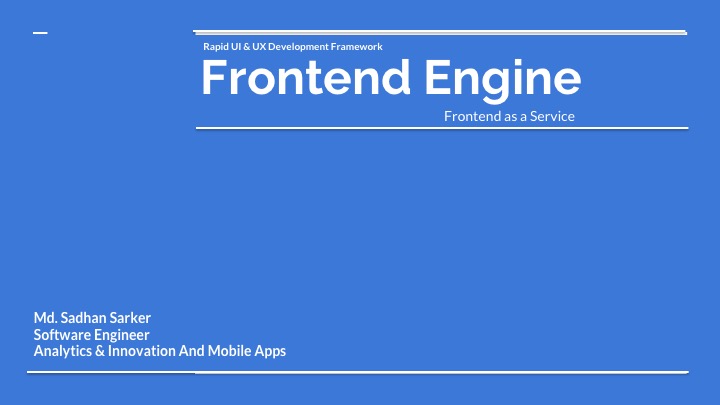 Rapid UI & UX Development Framework
Frontend Engine
Frontend as a Service
Md. Sadhan Sarker
Software Engineer
Analytics & Innovation And Mobile Apps